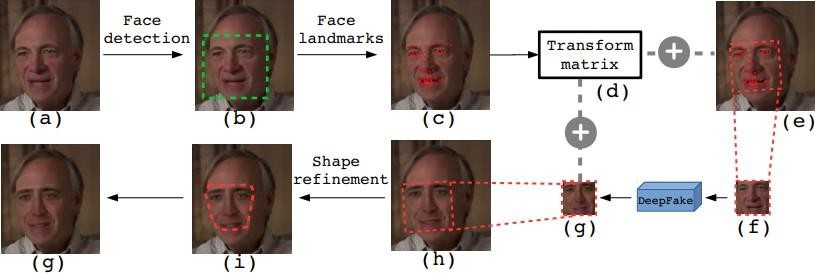 Face
detection
Face
landmarks
Transform
matrix
(a)
(b)
(c)
(d)
(e)
Shape
refinement
DeepFake
(g)
(i)
(h)
(g)
(f)